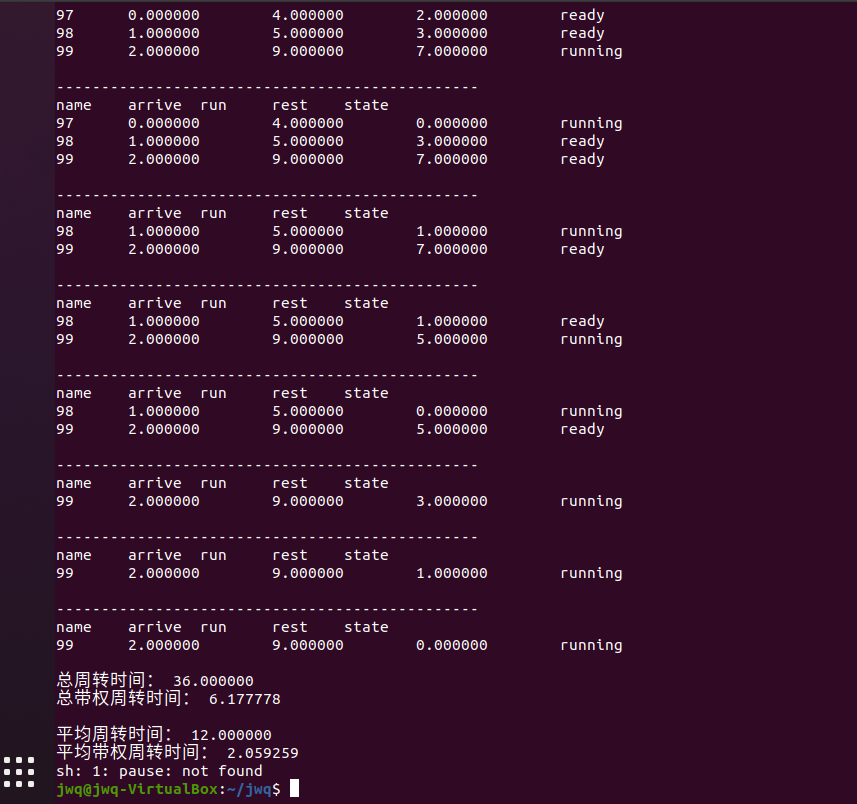 97      0.000000        4.000000        2.000000        ready
98      1.000000        5.000000        3.000000        ready
99      2.000000        9.000000        7.000000        running
-----------------------------------------------
name    arrive  run     rest    state
97      0.000000        4.000000        0.000000        running
98      1.000000        5.000000        3.000000        ready
99      2.000000        9.000000        7.000000        ready
-----------------------------------------------
name    arrive  run     rest    state
98      1.000000        5.000000        1.000000        running
99      2.000000        9.000000        7.000000        ready
-----------------------------------------------
name    arrive  run     rest    state
98      1.000000        5.000000        1.000000        ready
99      2.000000        9.000000        5.000000        running
-----------------------------------------------
name    arrive  run     rest    state
98      1.000000        5.000000        0.000000        running
99      2.000000        9.000000        5.000000        ready
-----------------------------------------------
name    arrive  run     rest    state
99      2.000000        9.000000        3.000000        running
-----------------------------------------------
name    arrive  run     rest    state
99      2.000000        9.000000        1.000000        running
-----------------------------------------------
name    arrive  run     rest    state
99      2.000000        9.000000        0.000000        running
总周转时间： 36.000000
总带权周转时间： 6.177778
平均周转时间： 12.000000
平均带权周转时间： 2.059259
sh: 1: pause: not found
jwq@jwq-VirtualBox:~/jwq$